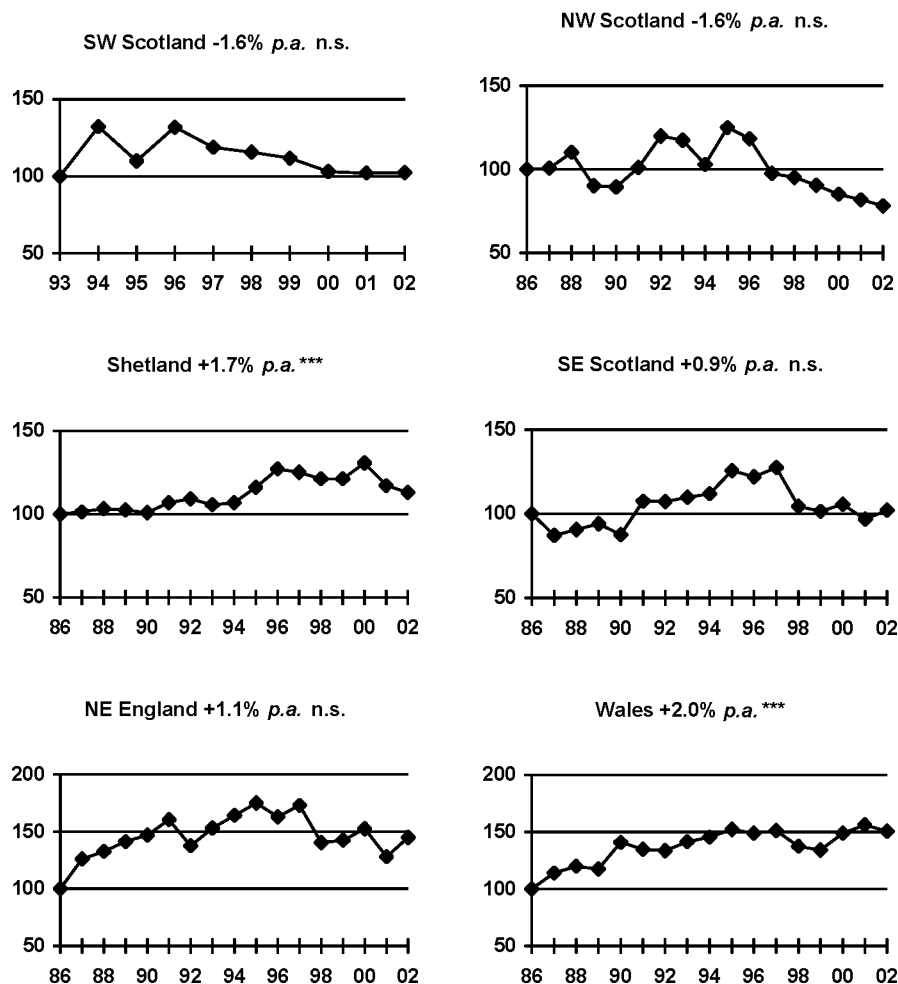 SW Scotland -1.6% p.a. n.s.
150
100
50
93 94 95 96 97 98 99 00 01 02
NW Scotland -1.6% p.a. n.s.
150
100
50
86 88 90 92 94 96 98 00 02
Shetland +1.7% p.a. ***
150
100
50
86 88 90 92 94 96 98 00 02
SE Scotland +0.9% p.a. n.s.
150
100
50
86 88 90 92 94 96 98 00 02
NE England +1.1% p.a. n.s.
200
150
100
50
86 88 90 92 94 96 98 00 02
Wales +2.0% p.a. ***
200
150
100
50
86 88 90 92 94 96 98 00 02